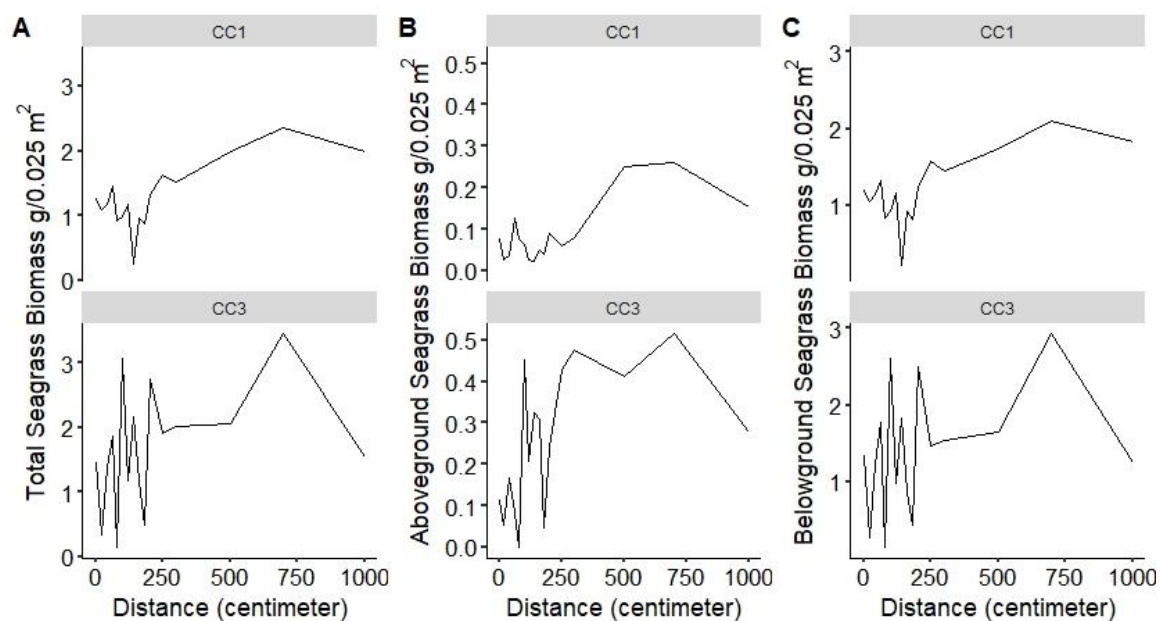 A
CC1
Total Seagrass Biomass g/0.025 m²
3
2
1
0
CC3
3
2
1
0
0 250 500 750 1000
Distance (centimeter)
B
CC1
Aboveground Seagrass Biomass g/0.025 m²
0.5
0.4
0.3
0.2
0.1
0.0
CC3
0.5
0.4
0.3
0.2
0.1
0.0
0 250 500 750 1000
Distance (centimeter)
C
CC1
Belowground Seagrass Biomass g/0.025 m²
3
2
1
CC3
3
2
1
0 250 500 750 1000
Distance (centimeter)